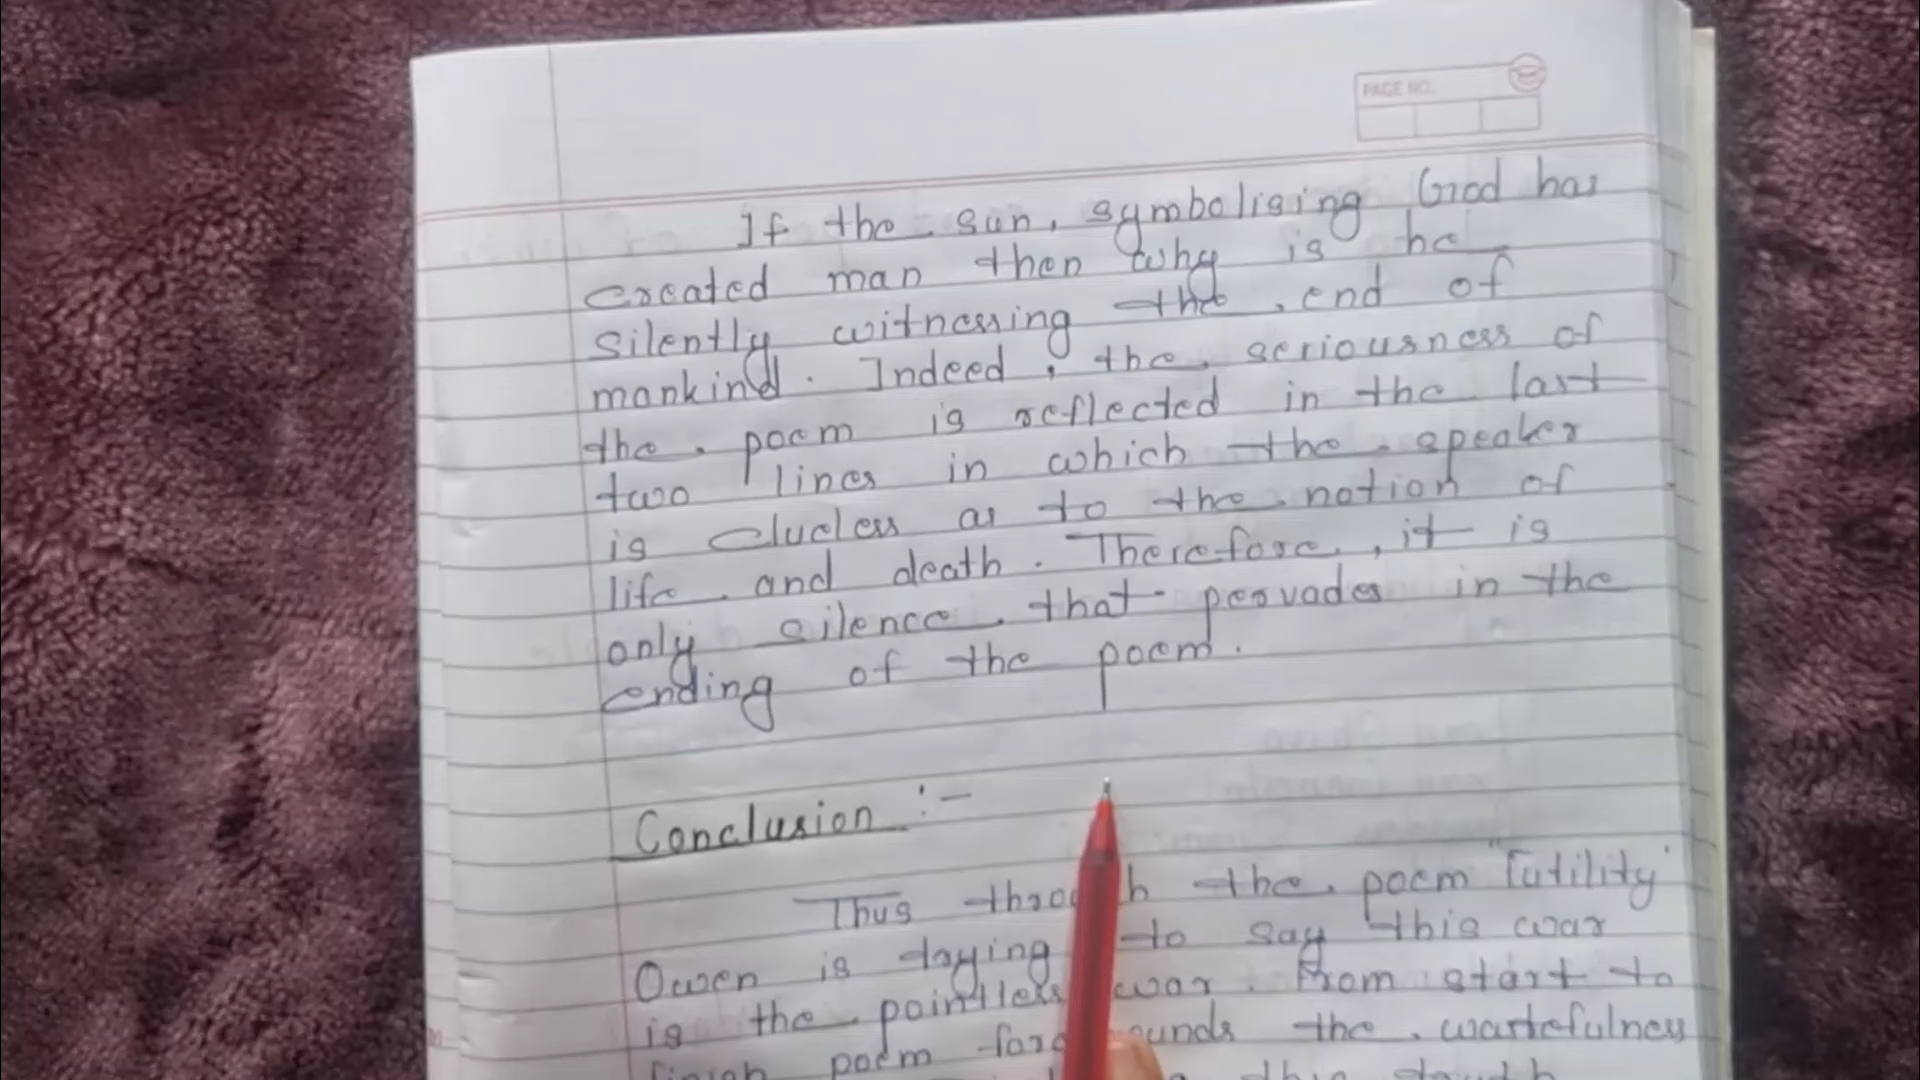 PAGE NO.
If the sun, symbolising God has
created man then why is he
silently witnessing the end of
mankind. Indeed, the seriousness of
the poem is reflected in the last
two lines in which the speaker
is clueless as to the notion of
life and death. Therefore, it is
only silence that pervades in the
ending of the poem.
Conclusion :-
Thus through the poem "Futility"
Owen is trying to say this war
is the pointless war. From start to
finish poem the wastefulness
this